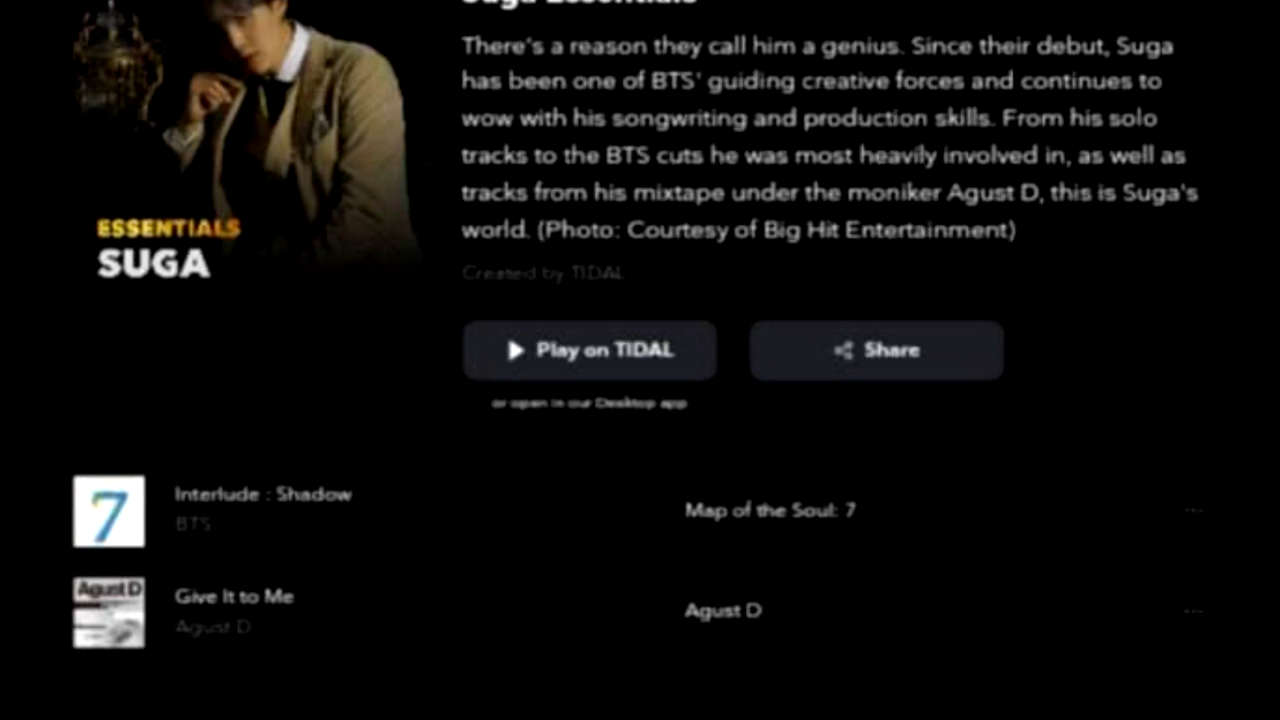 Suga Essentials
There's a reason they call him a genius. Since their debut, Suga
has been one of BTS' guiding creative forces and continues to
wow with his songwriting and production skills. From his solo
tracks to the BTS cuts he was most heavily involved in, as well as
tracks from his mixtape under the moniker Agust D, this is Suga's
world. (Photo: Courtesy of Big Hit Entertainment)
ESSENTIALS
SUGA
Created by TIDAL
Play on TIDAL
Share
or open in our Desktop app
7
Interlude : Shadow
BTS
Map of the Soul: 7
...
Agust D
Give It to Me
Agust D
Agust D
...